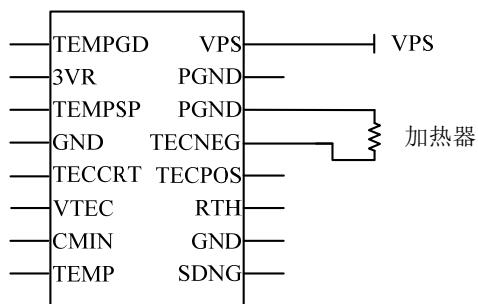 TEMPGD VPS VPS
3VR PGND
TEMPSP PGND
GND TECNEG 加热器
TECCRT TECPOS
VTEC RTH
CMIN GND
TEMP SDNG